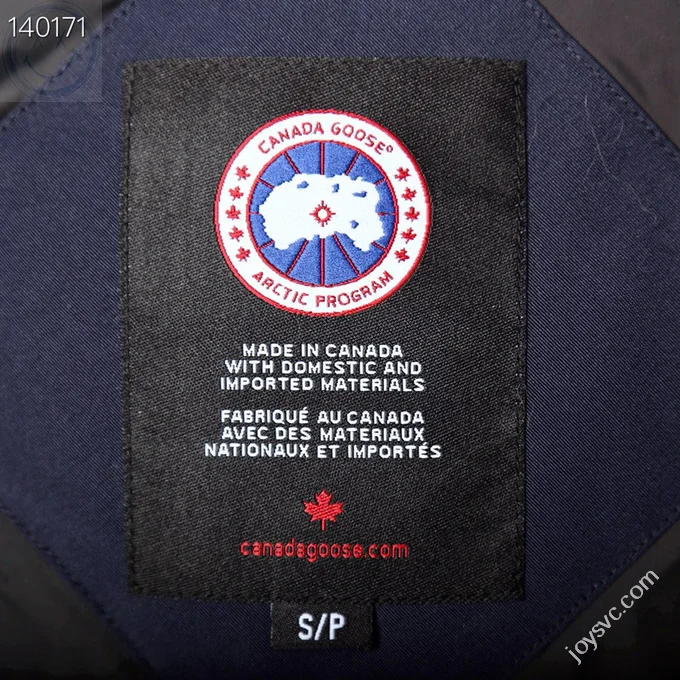 140171
CANADA GOOSE®
ARCTIC PROGRAM
MADE IN CANADA
WITH DOMESTIC AND
IMPORTED MATERIALS
FABRIQUÉ AU CANADA
AVEC DES MATERIAUX
NATIONAUX ET IMPORTÉS
canadagoose.com
S/P
joysvc.com